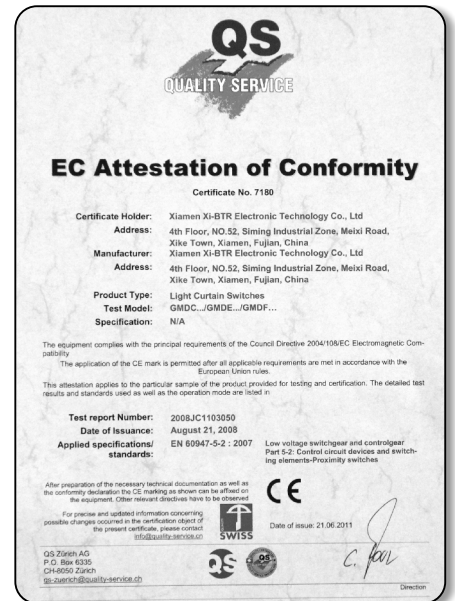 QS
QUALITY SERVICE
EC Attestation of Conformity
Certificate No. 7180
Certificate Holder: Xiamen Xi-BTR Electronic Technology Co., Ltd
Address: 4th Floor, NO.52, Siming Industrial Zone, Meixi Road,
Xike Town, Xiamen, Fujian, China
Manufacturer: Xiamen Xi-BTR Electronic Technology Co., Ltd
Address: 4th Floor, NO.52, Siming Industrial Zone, Meixi Road,
Xike Town, Xiamen, Fujian, China
Product Type: Light Curtain Switches
Test Model: GMDC.../GMDE.../GMDF...
Specification: N/A
The equipment complies with the principal requirements of the Council Directive 2004/108/EC Electromagnetic Com-
patibility
The application of the CE mark is permitted after all applicable requirements are met in accordance with the
European Union rules.
This attestation applies to the particular sample of the product provided for testing and certification. The detailed test
results and standards used as well as the operation mode are listed in
Test report Number: 2008JC1103050
Date of Issuance: August 21, 2008
Applied specifications/ EN 60947-5-2 : 2007 Low voltage switchgear and controlgear
standards: Part 5-2: Control circuit devices and switch-
ing elements-Proximity switches
After preparation of the necessary technical documentation as well as
the conformity declaration the CE marking as shown can be affixed on
the equipment. Other relevant directives have to be observed
CE
For precise and updated information concerning
possible changes occurred in the certification object of
the present certificate, please contact
info@quality-service.cn
SWISS
Date of issue: 21.06.2011
QS Zürich AG
P.O. Box 6335
CH-8050 Zürich
qs-zuerich@quality-service.ch
QS
Direction